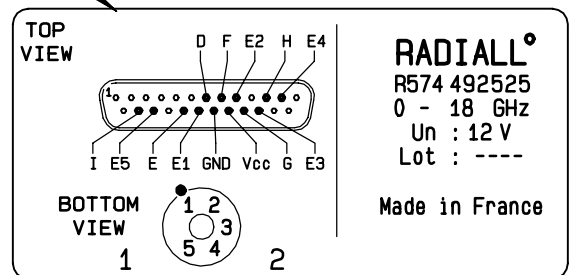 TOP
VIEW
D F E2 H E4
1
I E5 E E1 GND Vcc G E3
BOTTOM
VIEW
1 2
3
5 4
1 2
RADIALL°
R574 492525
0 - 18 GHz
Un : 12 V
Lot : ----
Made in France